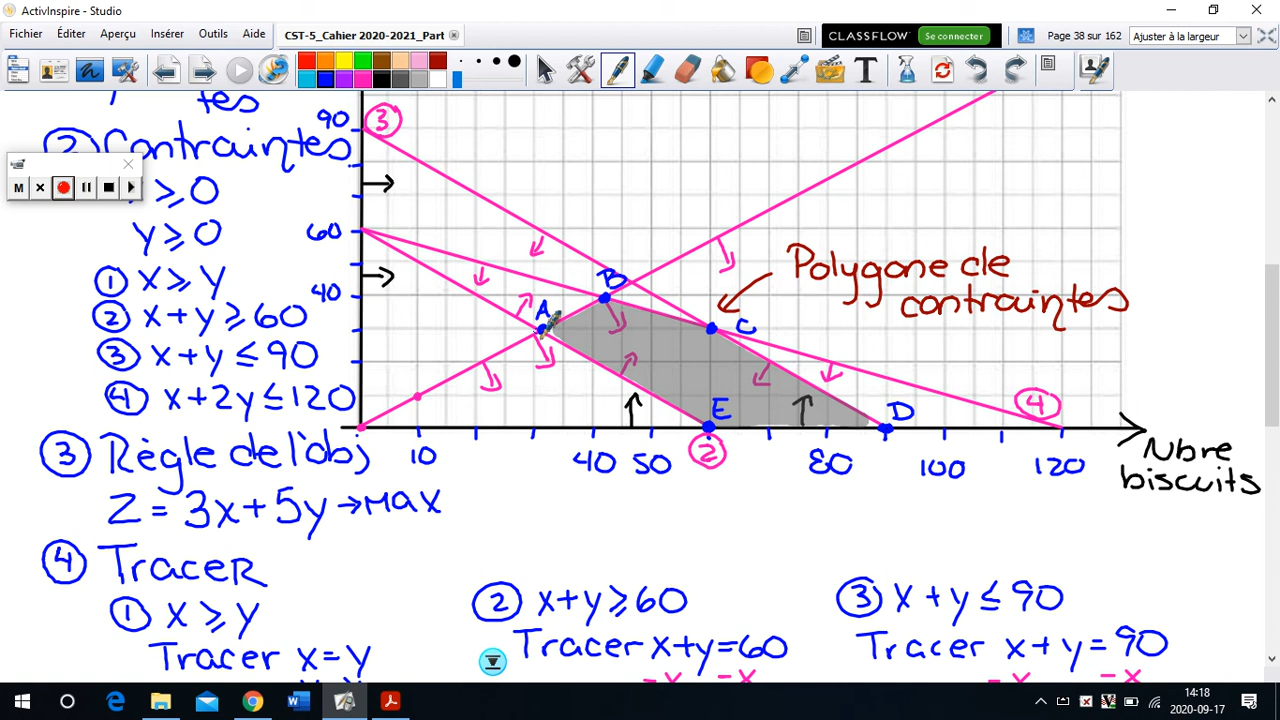 ActivInspire - Studio
Fichier Éditer Aperçu Insérer Outils Aide
CST-5_Cahier 2020-2021_Part
CLASSFLOW Se connecter
Page 38 sur 162
Ajuster à la largeur
tes
② Contraintes
≥ 0
y ≥ 0
① x ≥ y
② x + y ≥ 60
③ x + y ≤ 90
④ x + 2y ≤ 120
③ Règle de l'obj
Z = 3x + 5y → max
④ Tracer
① x ≥ y
Tracer x = y
M
90
③
60
40
A
B
C
D
E
Polygone de
contraintes
④
②
10 40 50 80 100 120
Nbre
biscuits
② x + y ≥ 60
Tracer x + y = 60
-x -x
③ x + y ≤ 90
Tracer x + y = 90
-x -x
14:18
2020-09-17